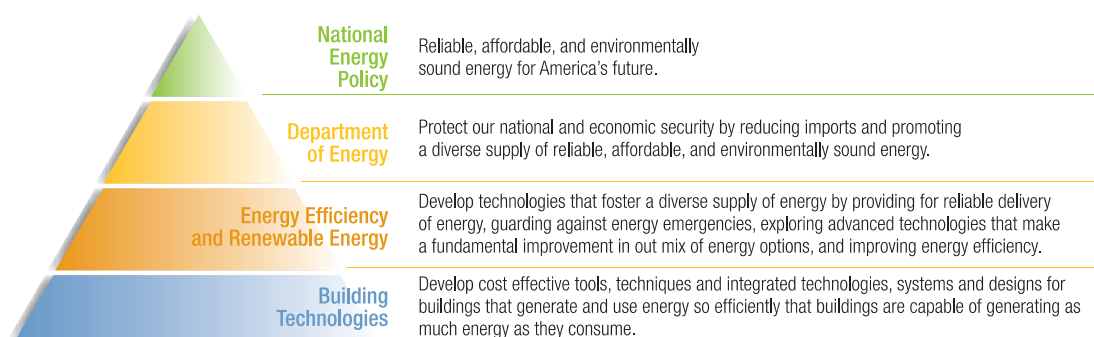 National
Energy
Policy
Reliable, affordable, and environmentally
sound energy for America's future.
Department
of Energy
Protect our national and economic security by reducing imports and promoting
a diverse supply of reliable, affordable, and environmentally sound energy.
Energy Efficiency
and Renewable Energy
Develop technologies that foster a diverse supply of energy by providing for reliable delivery
of energy, guarding against energy emergencies, exploring advanced technologies that make
a fundamental improvement in out mix of energy options, and improving energy efficiency.
Building
Technologies
Develop cost effective tools, techniques and integrated technologies, systems and designs for
buildings that generate and use energy so efficiently that buildings are capable of generating as
much energy as they consume.